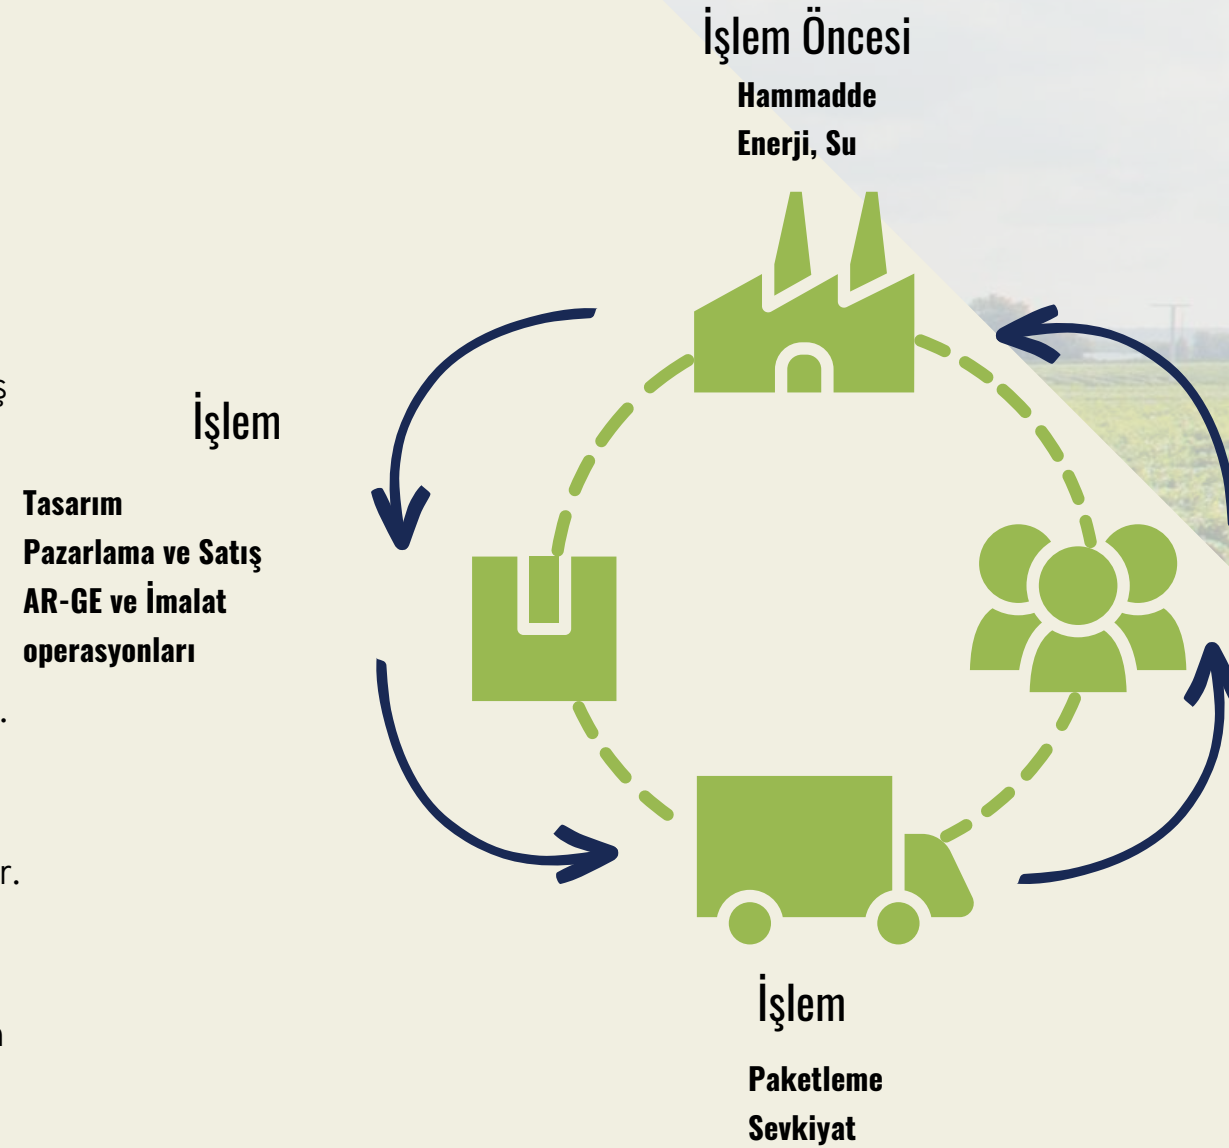 İşlem Öncesi
Hammadde
Enerji, Su
İşlem
Tasarım
Pazarlama ve Satış
AR-GE ve İmalat
operasyonları
İşlem
Paketleme
Sevkiyat